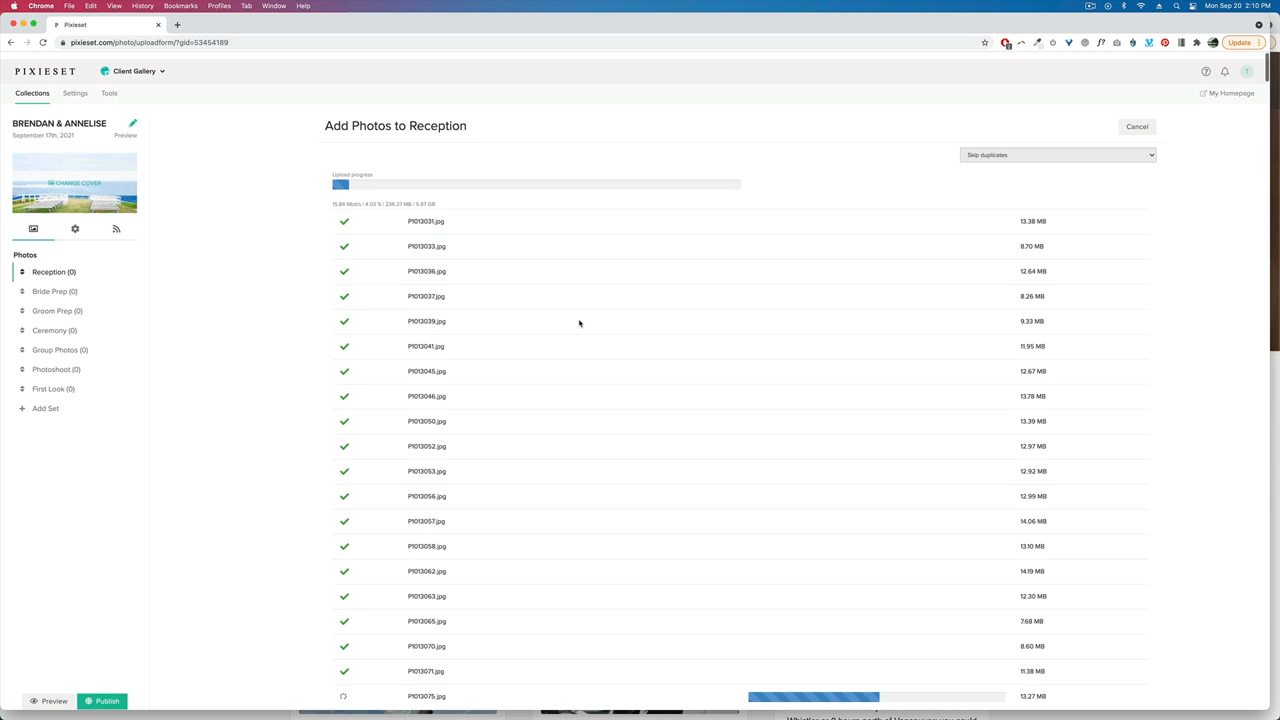 Chrome File Edit View History Bookmarks Profiles Tab Window Help Mon Sep 20 2:10 PM
P Pixieset
pixieset.com/photo/uploadform/?gid=53454189 Update
PIXIESET Client Gallery T
Collections Settings Tools My Homepage
BRENDAN & ANNELISE
September 17th, 2021 Preview
CHANGE COVER
Photos
Reception (0)
Bride Prep (0)
Groom Prep (0)
Ceremony (0)
Group Photos (0)
Photoshoot (0)
First Look (0)
Add Set
Preview Publish
Add Photos to Reception Cancel
Skip duplicates
Upload progress
15.84 Mbit/s | 4.03 % | 236.37 MB | 5.87 GB
P1013031.jpg 13.38 MB
P1013033.jpg 8.70 MB
P1013036.jpg 12.64 MB
P1013037.jpg 8.26 MB
P1013039.jpg 9.33 MB
P1013041.jpg 11.95 MB
P1013045.jpg 12.67 MB
P1013046.jpg 13.78 MB
P1013050.jpg 13.39 MB
P1013052.jpg 12.97 MB
P1013053.jpg 12.92 MB
P1013056.jpg 12.99 MB
P1013057.jpg 14.06 MB
P1013058.jpg 13.10 MB
P1013062.jpg 14.19 MB
P1013063.jpg 12.30 MB
P1013065.jpg 7.68 MB
P1013070.jpg 8.60 MB
P1013071.jpg 11.38 MB
P1013075.jpg 13.27 MB